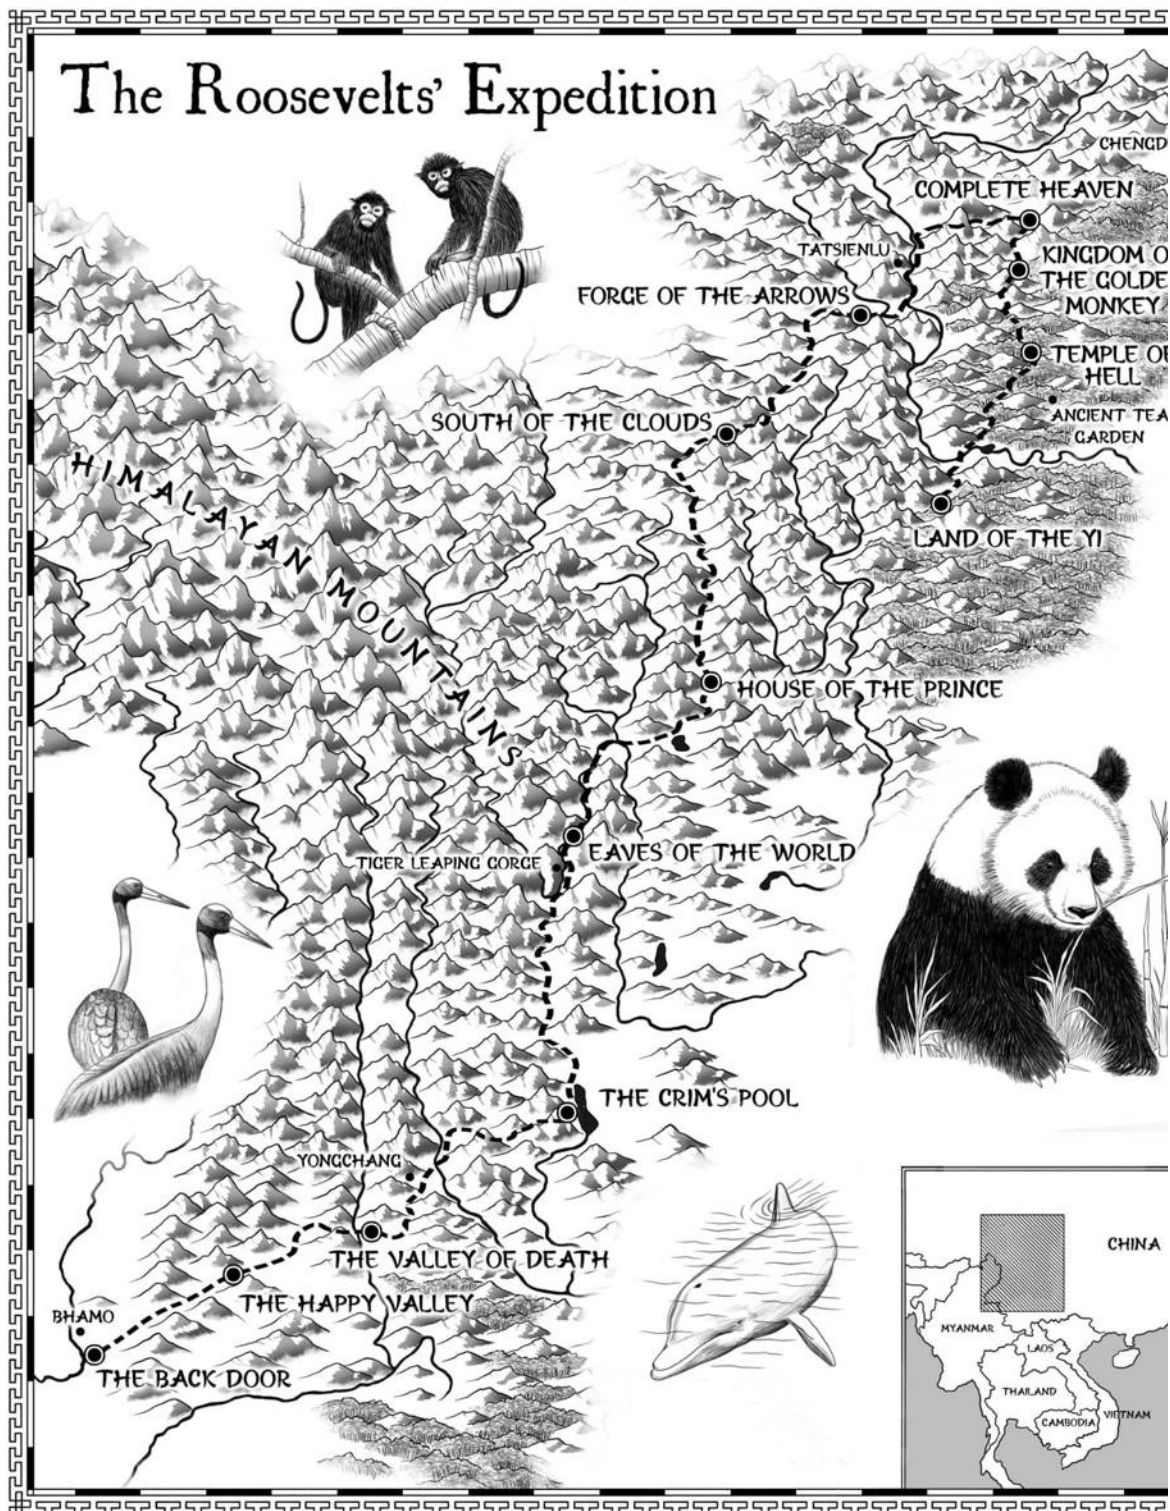 The Roosevelts' Expedition
CHENGD
COMPLETE HEAVEN
TATSIENLU
KINGDOM O
THE GOLDE
MONKEY
FORGE OF THE ARROWS
TEMPLE OF
HELL
ANCIENT TEA
GARDEN
SOUTH OF THE CLOUDS
HIMALAYAN MOUNTAINS
LAND OF THE YI
HOUSE OF THE PRINCE
EAVES OF THE WORLD
TIGER LEAPING GORGE
THE CRIM'S POOL
YONGCHANG
THE VALLEY OF DEATH
THE HAPPY VALLEY
BHAMO
THE BACK DOOR
CHINA
MYANMAR
LAOS
THAILAND
CAMBODIA
VIETNAM